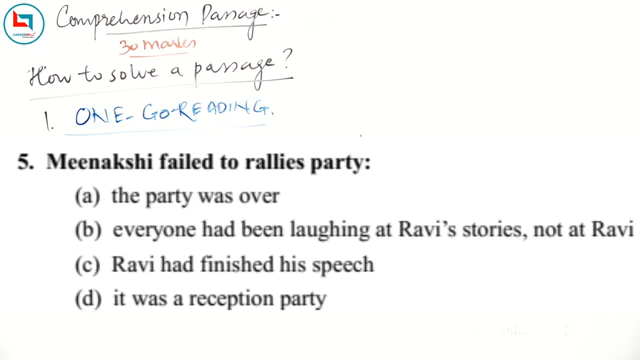 Comprehension Passage:-
30 marks
How to solve a passage?
1. ONE-GO-READING.
5. Meenakshi failed to rallies party:
(a) the party was over
(b) everyone had been laughing at Ravi's stories, not at Ravi
(c) Ravi had finished his speech
(d) it was a reception party